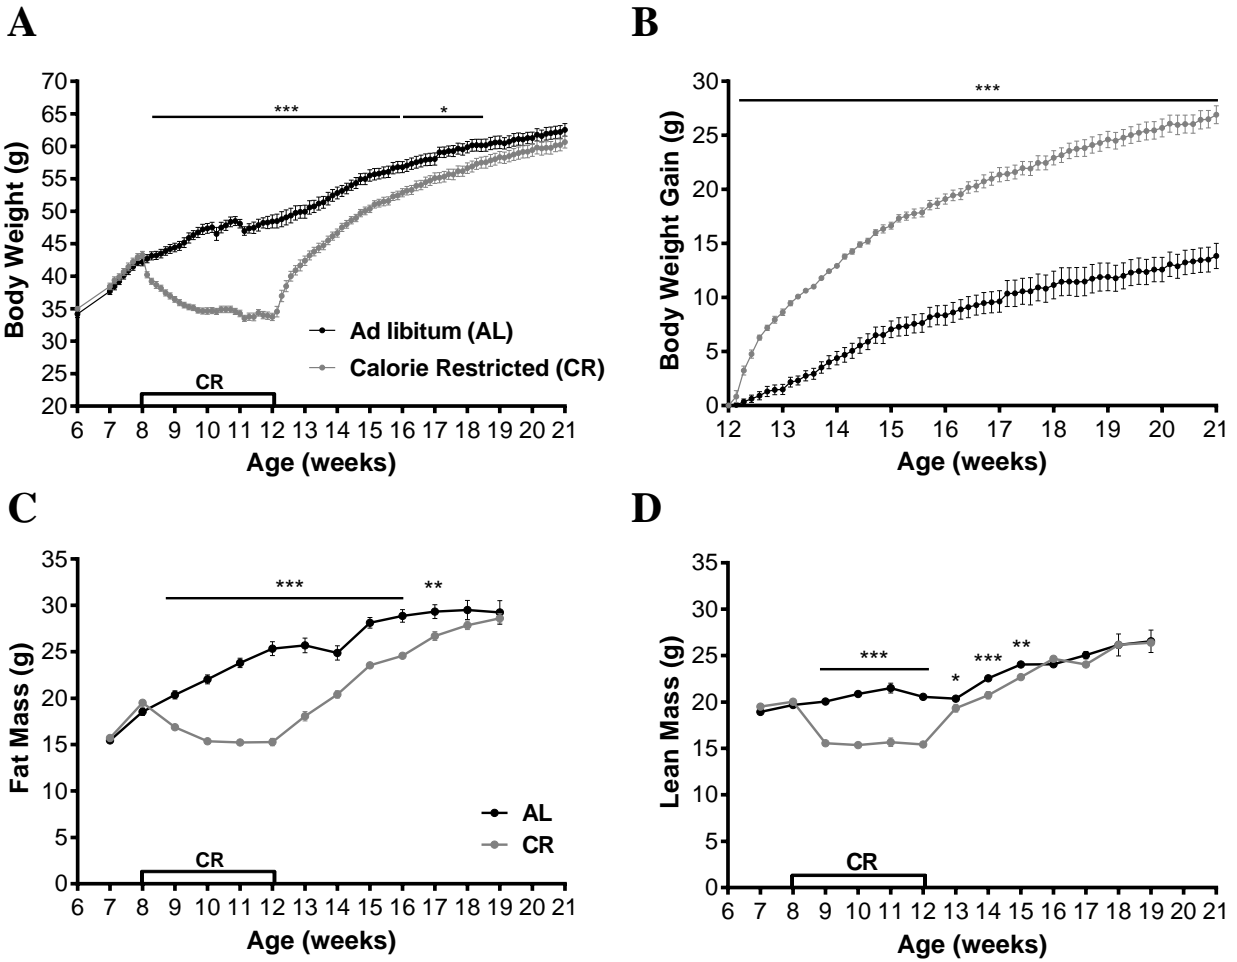 A
Body Weight (g)
70
65
60
55
50
45
40
35
30
25
20
***
*
Ad libitum (AL)
Calorie Restricted (CR)
CR
6 7 8 9 10 11 12 13 14 15 16 17 18 19 20 21
Age (weeks)
B
Body Weight Gain (g)
30
25
20
15
10
5
0
***
12 13 14 15 16 17 18 19 20 21
Age (weeks)
C
Fat Mass (g)
35
30
25
20
15
10
5
0
***
**
AL
CR
CR
6 7 8 9 10 11 12 13 14 15 16 17 18 19 20 21
Age (weeks)
D
Lean Mass (g)
35
30
25
20
15
10
5
0
***
*
***
**
CR
6 7 8 9 10 11 12 13 14 15 16 17 18 19 20 21
Age (weeks)